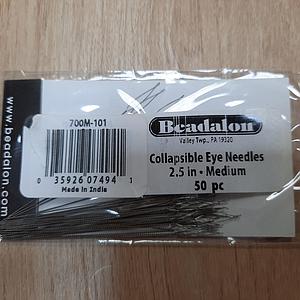 www.beadalon.com
700M-101
0 35926 07494 1
Made in India
Beadalon
Valley Twp., PA 19320
Collapsible Eye Needles
2.5 in • Medium
50 pc